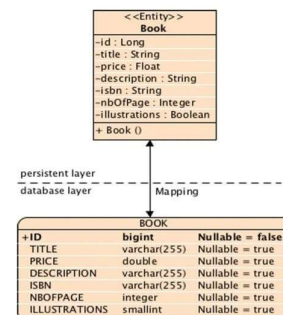 <<Entity>>
Book
-id : Long
-title : String
-price : Float
-description : String
-isbn : String
-nbOfPage : Integer
-illustrations : Boolean
+ Book ()
persistent layer
database layer
Mapping
BOOK
+ID bigint Nullable = false
TITLE varchar(255) Nullable = true
PRICE double Nullable = true
DESCRIPTION varchar(255) Nullable = true
ISBN varchar(255) Nullable = true
NBOFPAGE integer Nullable = true
ILLUSTRATIONS smallint Nullable = true